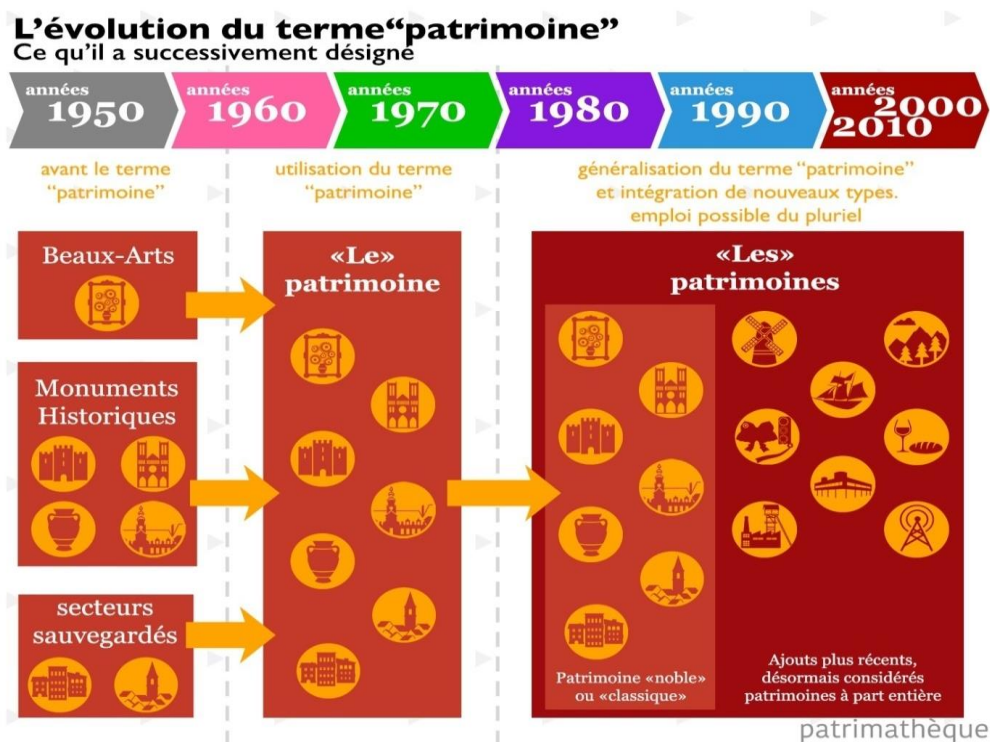 L'évolution du terme“patrimoine”
Ce qu'il a successivement désigné
années
1950
années
1960
années
1970
années
1980
années
1990
années
2000
2010
avant le terme
“patrimoine”
utilisation du terme
“patrimoine”
généralisation du terme “patrimoine”
et intégration de nouveaux types.
emploi possible du pluriel
Beaux-Arts
Monuments
Historiques
secteurs
sauvegardés
«Le»
patrimoine
«Les»
patrimoines
Patrimoine «noble»
ou «classique»
Ajouts plus récents,
désormais considérés
patrimoines à part entière
patrimathèque